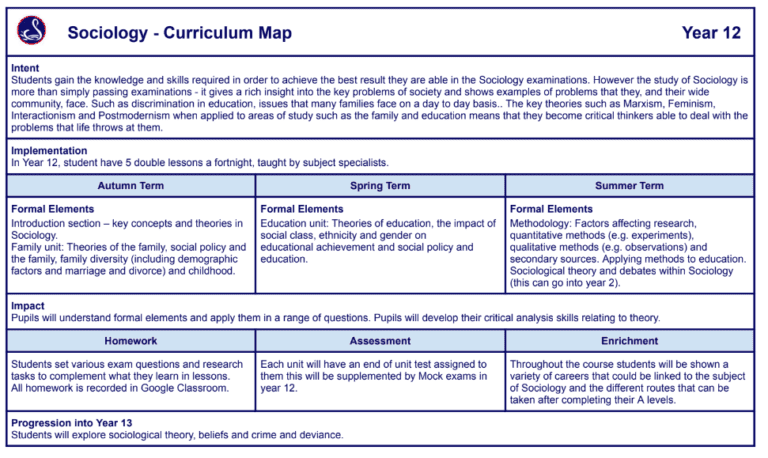 Sociology - Curriculum Map
Year 12
Intent
Students gain the knowledge and skills required in order to achieve the best result they are able in the Sociology examinations. However the study of Sociology is
more than simply passing examinations - it gives a rich insight into the key problems of society and shows examples of problems that they, and their wide
community, face. Such as discrimination in education, issues that many families face on a day to day basis.. The key theories such as Marxism, Feminism,
Interactionism and Postmodernism when applied to areas of study such as the family and education means that they become critical thinkers able to deal with the
problems that life throws at them.
Implementation
In Year 12, student have 5 double lessons a fortnight, taught by subject specialists.
Autumn Term
Spring Term
Summer Term
Formal Elements
Introduction section – key concepts and theories in
Sociology.
Family unit: Theories of the family, social policy and
the family, family diversity (including demographic
factors and marriage and divorce) and childhood.
Formal Elements
Education unit: Theories of education, the impact of
social class, ethnicity and gender on
educational achievement and social policy and
education.
Formal Elements
Methodology: Factors affecting research,
quantitative methods (e.g. experiments),
qualitative methods (e.g. observations) and
secondary sources. Applying methods to education.
Sociological theory and debates within Sociology
(this can go into year 2).
Impact
Pupils will understand formal elements and apply them in a range of questions. Pupils will develop their critical analysis skills relating to theory.
Homework
Assessment
Enrichment
Students set various exam questions and research
tasks to complement what they learn in lessons.
All homework is recorded in Google Classroom.
Each unit will have an end of unit test assigned to
them this will be supplemented by Mock exams in
year 12.
Throughout the course students will be shown a
variety of careers that could be linked to the subject
of Sociology and the different routes that can be
taken after completing their A levels.
Progression into Year 13
Students will explore sociological theory, beliefs and crime and deviance.